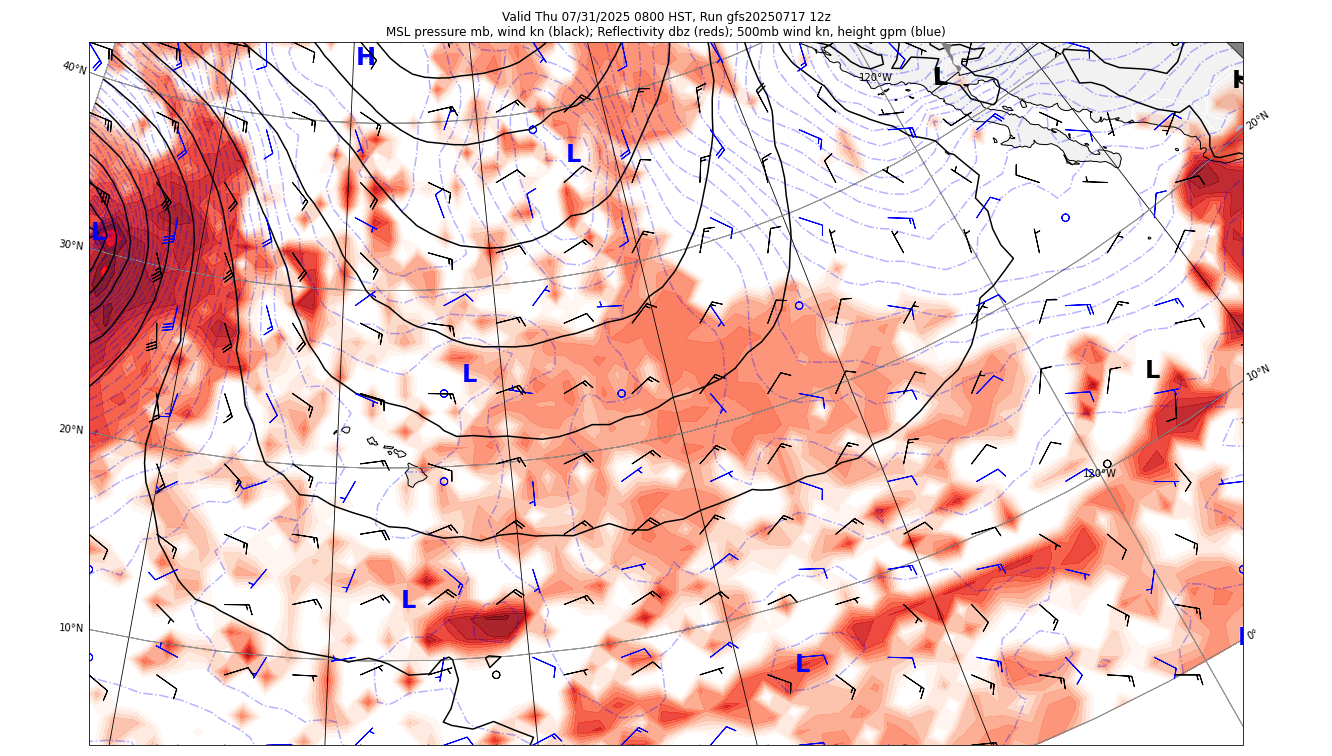 Valid Thu 07/31/2025 0800 HST, Run gfs20250717 12z
MSL pressure mb, wind kn (black); Reflectivity dbz (reds); 500mb wind kn, height gpm (blue)
H
40°N
120°W
L
H
20°N
L
L
30°N
L
L
10°N
20°N
120°W
L
10°N
0°
L